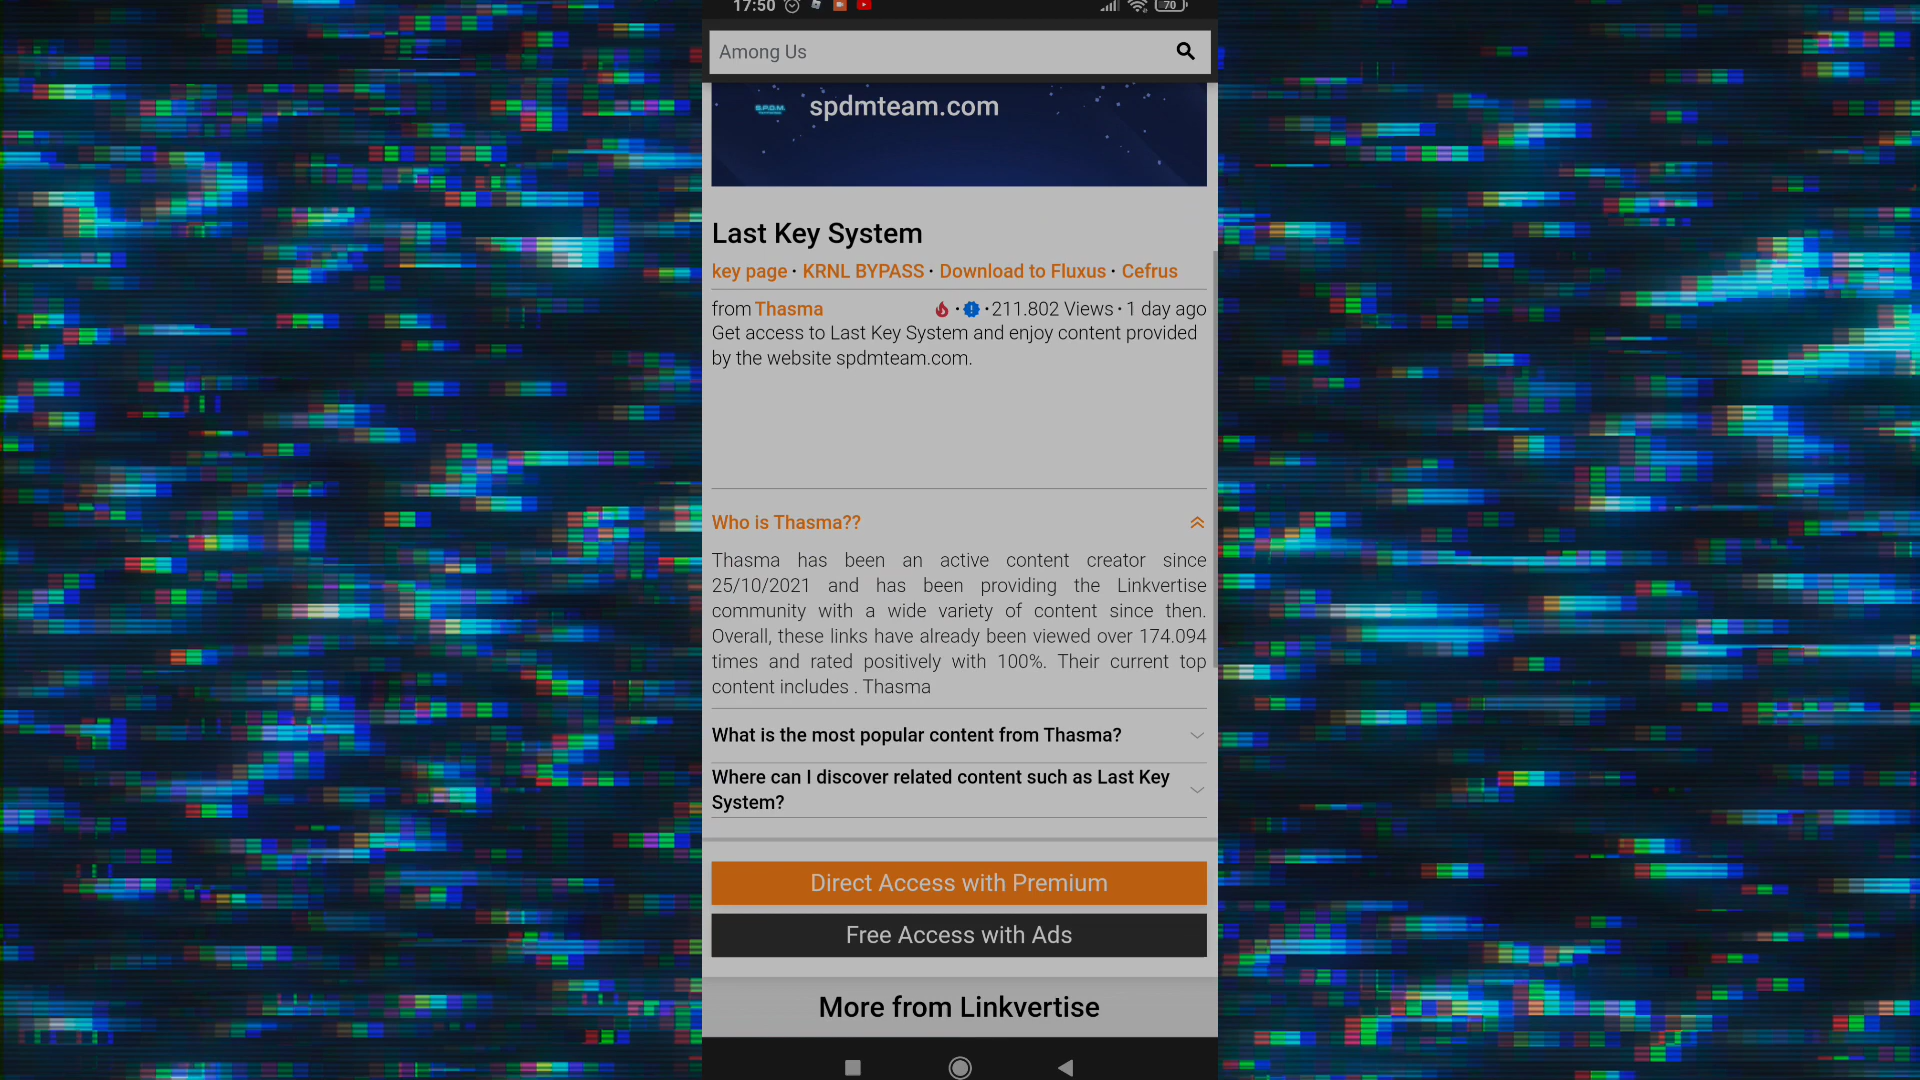 17:50 70
Among Us
S.P.D.M. spdmteam.com
Last Key System
key page · KRNL BYPASS · Download to Fluxus · Cefrus
from Thasma · · 211.802 Views · 1 day ago
Get access to Last Key System and enjoy content provided
by the website spdmteam.com.
Who is Thasma??
Thasma has been an active content creator since
25/10/2021 and has been providing the Linkvertise
community with a wide variety of content since then.
Overall, these links have already been viewed over 174.094
times and rated positively with 100%. Their current top
content includes . Thasma
What is the most popular content from Thasma?
Where can I discover related content such as Last Key
System?
Direct Access with Premium
Free Access with Ads
More from Linkvertise